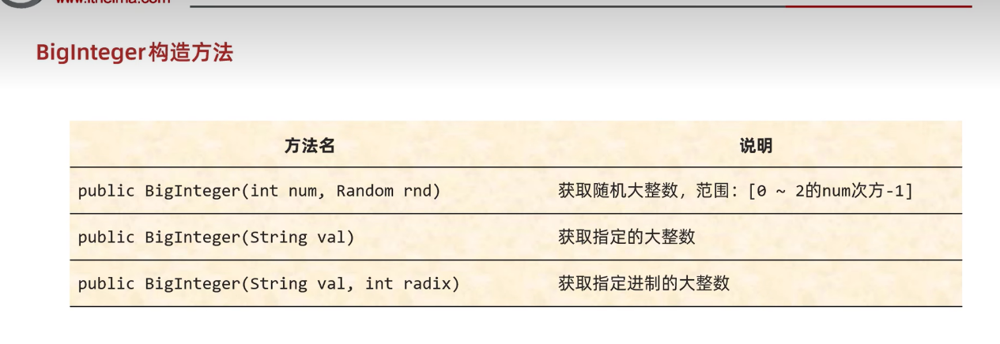 www.itheima.com
BigInteger构造方法
方法名 说明
public BigInteger(int num, Random rnd) 获取随机大整数，范围：[0 ~ 2的num次方-1]
public BigInteger(String val) 获取指定的大整数
public BigInteger(String val, int radix) 获取指定进制的大整数